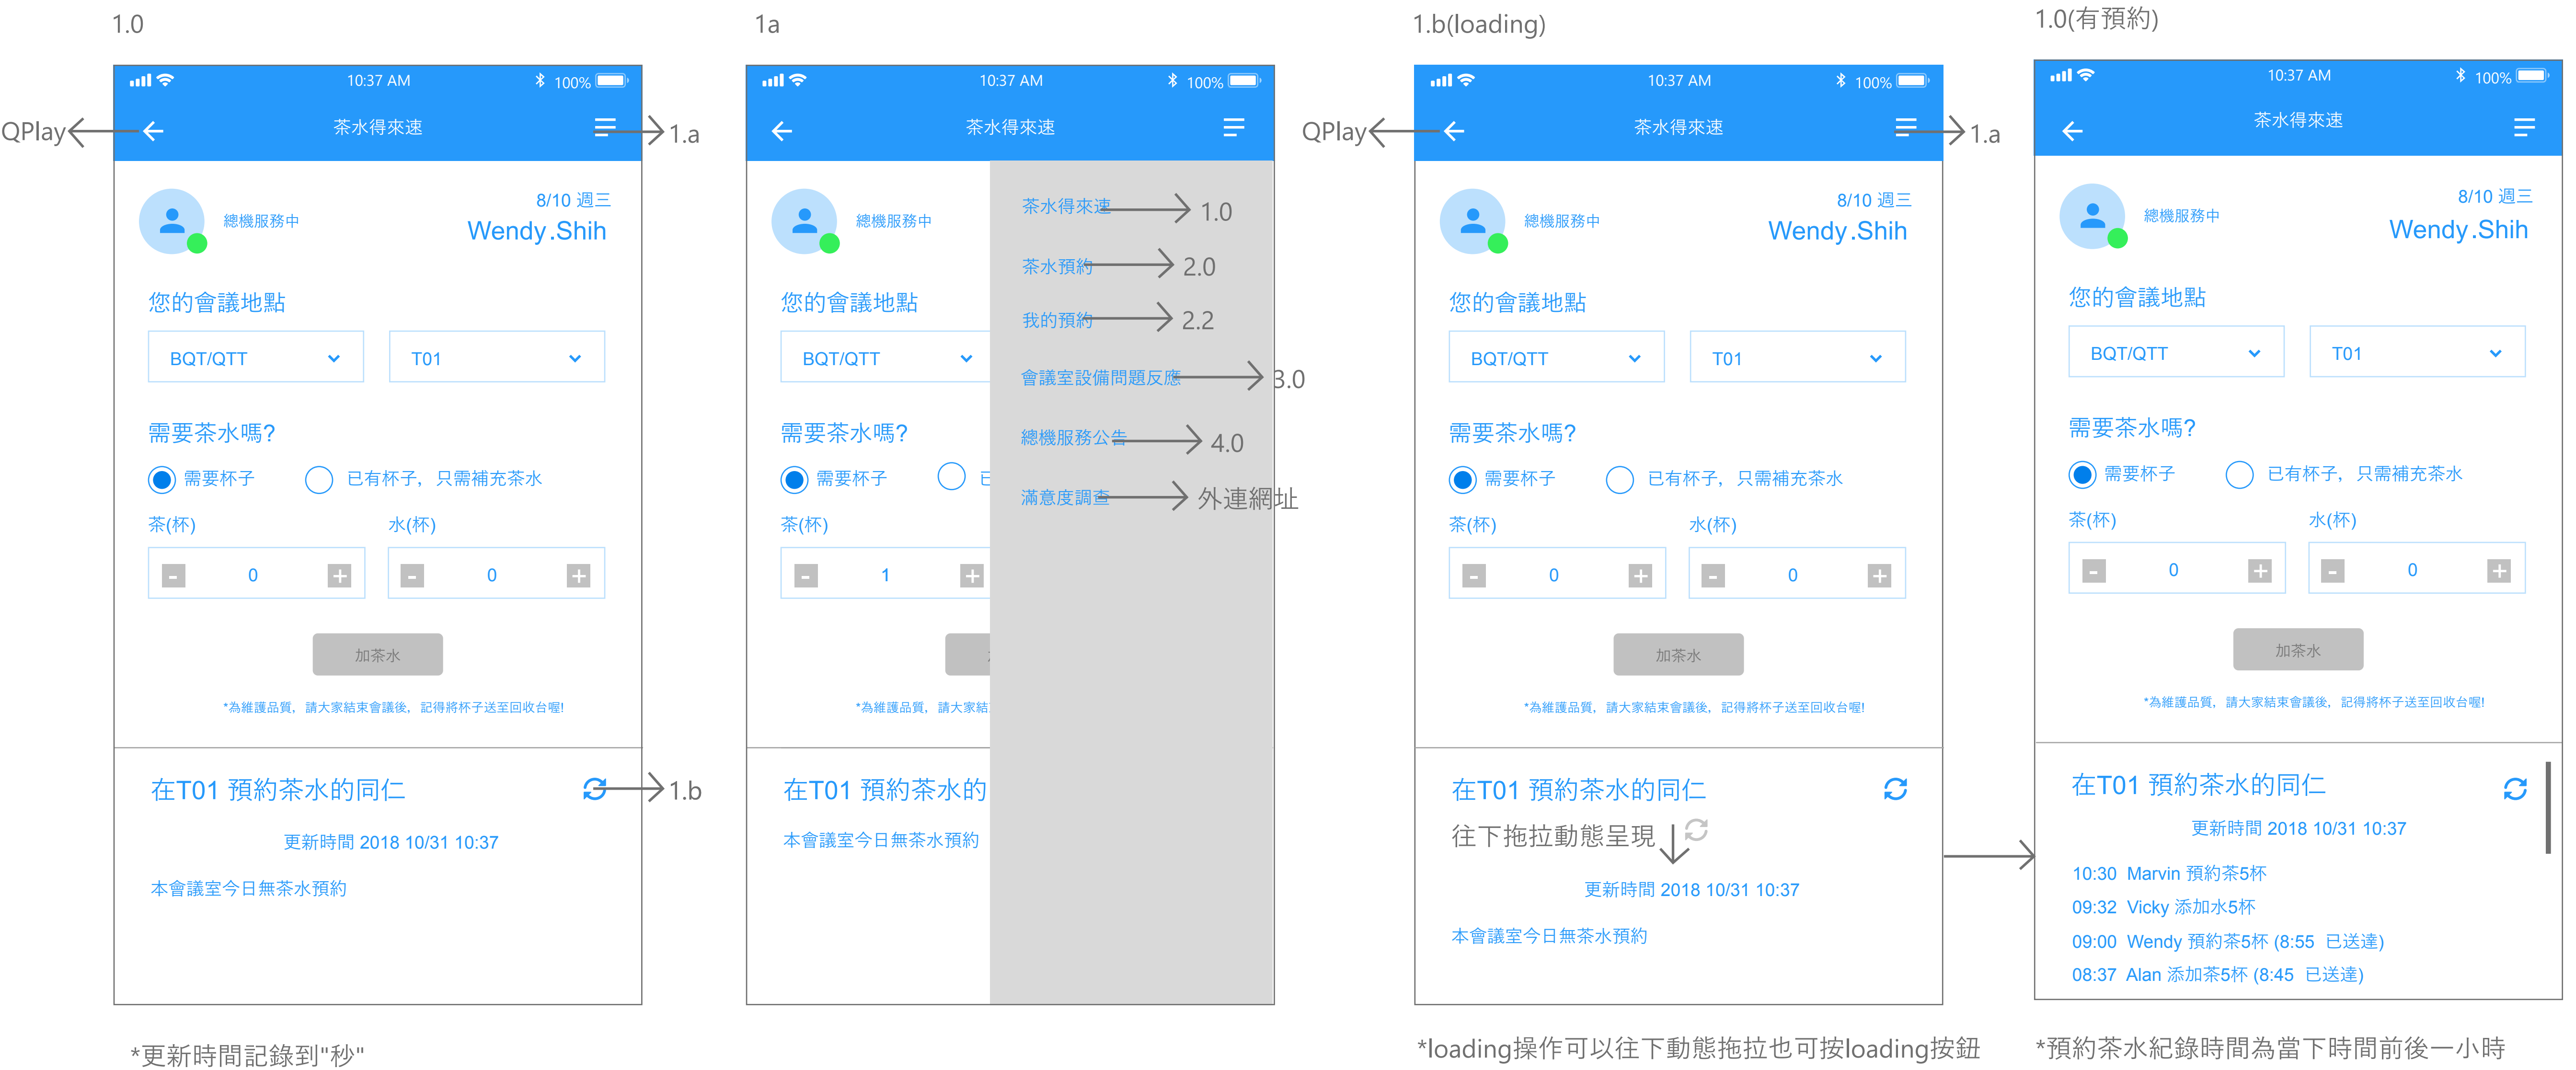 1.0
10:37 AM
100%
QPlay
茶水得來速
1.a
總機服務中
8/10 週三
Wendy.Shih
您的會議地點
BQT/QTT
T01
需要茶水嗎?
需要杯子
已有杯子，只需補充茶水
茶(杯)
水(杯)
- 0 +
- 0 +
加茶水
*為維護品質，請大家結束會議後，記得將杯子送至回收台喔!
在T01 預約茶水的同仁
1.b
更新時間 2018 10/31 10:37
本會議室今日無茶水預約
*更新時間記錄到"秒"
1a
10:37 AM
100%
茶水得來速
總機服務中
您的會議地點
BQT/QTT
需要茶水嗎?
需要杯子
茶(杯)
- 1 +
*為維護品質，請大家結
在T01 預約茶水的
本會議室今日無茶水預約
茶水得來速
1.0
茶水預約
2.0
我的預約
2.2
會議室設備問題反應
3.0
總機服務公告
4.0
滿意度調查
外連網址
1.b(loading)
10:37 AM
100%
QPlay
茶水得來速
1.a
總機服務中
8/10 週三
Wendy.Shih
您的會議地點
BQT/QTT
T01
需要茶水嗎?
需要杯子
已有杯子，只需補充茶水
茶(杯)
水(杯)
- 0 +
- 0 +
加茶水
*為維護品質，請大家結束會議後，記得將杯子送至回收台喔!
在T01 預約茶水的同仁
往下拖拉動態呈現
更新時間 2018 10/31 10:37
本會議室今日無茶水預約
*loading操作可以往下動態拖拉也可按loading按鈕
1.0(有預約)
10:37 AM
100%
茶水得來速
總機服務中
8/10 週三
Wendy.Shih
您的會議地點
BQT/QTT
T01
需要茶水嗎?
需要杯子
已有杯子，只需補充茶水
茶(杯)
水(杯)
- 0 +
- 0 +
加茶水
*為維護品質，請大家結束會議後，記得將杯子送至回收台喔!
在T01 預約茶水的同仁
更新時間 2018 10/31 10:37
10:30 Marvin 預約茶5杯
09:32 Vicky 添加水5杯
09:00 Wendy 預約茶5杯 (8:55 已送達)
08:37 Alan 添加茶5杯 (8:45 已送達)
*預約茶水紀錄時間為當下時間前後一小時